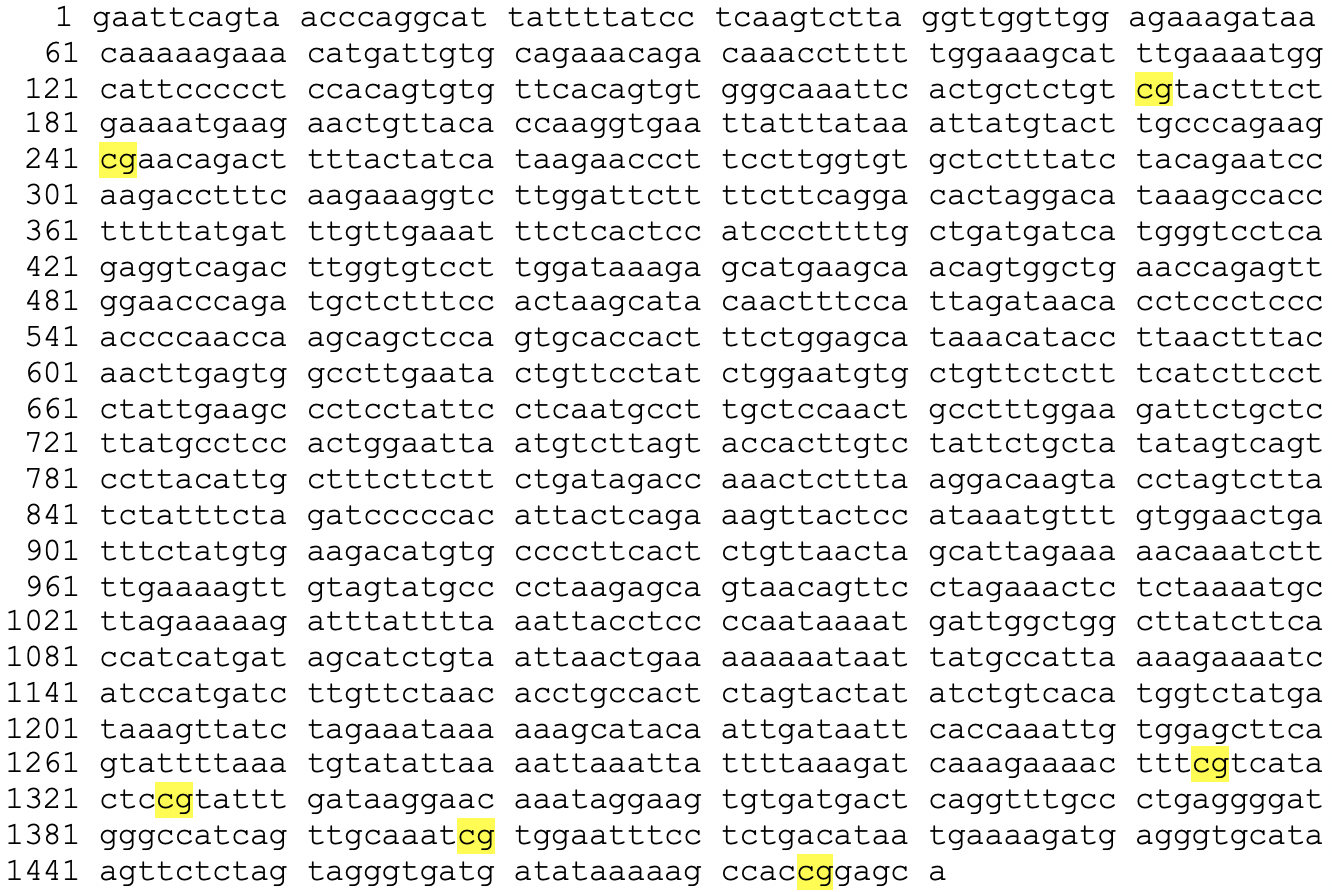 1 gaattcagta acccaggcat tattttatcc tcaagtctta ggttggttgg agaaagataa
61 caaaaagaaa catgattgtg cagaaacaga caaacctttt tggaaagcat ttgaaaatgg
121 cattccccct ccacagtgtg ttcacagtgt gggcaaattc actgctctgt cgtactttct
181 gaaaatgaag aactgttaca ccaaggtgaa ttatttataa attatgtact tgcccagaag
241 cgaacagact tttactatca taagaaccct tccttggtgt gctctttatc tacagaatcc
301 aagacctttc aagaaaggtc ttggattctt ttcttcagga cactaggaca taaagccacc
361 tttttatgat ttgttgaaat ttctcactcc atcccttttg ctgatgatca tgggtcctca
421 gaggtcagac ttggtgtcct tggataaaga gcatgaagca acagtggctg aaccagagtt
481 ggaacccaga tgctctttcc actaagcata caactttcca ttagataaca cctccctccc
541 accccaacca agcagctcca gtgcaccact ttctggagca taaacatacc ttaactttac
601 aacttgagtg gccttgaata ctgttcctat ctggaatgtg ctgttctctt tcatcttcct
661 ctattgaagc cctcctattc ctcaatgcct tgctccaact gcctttggaa gattctgctc
721 ttatgcctcc actggaatta atgtcttagt accacttgtc tattctgcta tatagtcagt
781 ccttacattg ctttcttctt ctgatagacc aaactcttta aggacaagta cctagtctta
841 tctatttcta gatcccccac attactcaga aagttactcc ataaatgttt gtggaactga
901 tttctatgtg aagacatgtg ccccttcact ctgttaacta gcattagaaa aacaaatctt
961 ttgaaaagtt gtagtatgcc cctaagagca gtaacagttc ctagaaactc tctaaaatgc
1021 ttagaaaaag atttatttta aattacctcc ccaataaaat gattggctgg cttatcttca
1081 ccatcatgat agcatctgta attaactgaa aaaaaataat tatgccatta aaagaaaatc
1141 atccatgatc ttgttctaac acctgccact ctagtactat atctgtcaca tggtctatga
1201 taaagttatc tagaaataaa aaagcataca attgataatt caccaaattg tggagcttca
1261 gtattttaaa tgtatattaa aattaaatta ttttaaagat caaagaaaac tttcgtcata
1321 ctccgtattt gataaggaac aaataggaag tgtgatgact caggtttgcc ctgaggggat
1381 gggccatcag ttgcaaatcg tggaatttcc tctgacataa tgaaaagatg agggtgcata
1441 agttctctag tagggtgatg atataaaaag ccaccggagc a